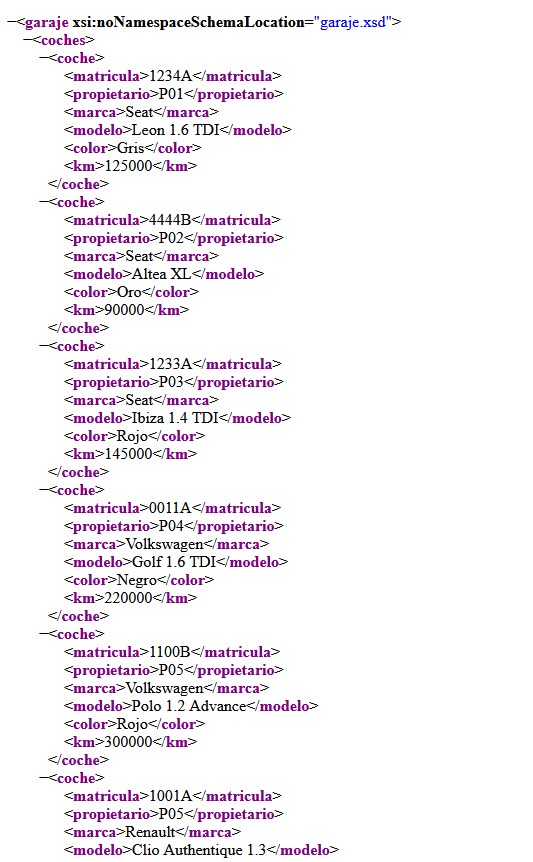 −<garaje xsi:noNamespaceSchemaLocation="garaje.xsd">
−<coches>
−<coche>
<matricula>1234A</matricula>
<propietario>P01</propietario>
<marca>Seat</marca>
<modelo>Leon 1.6 TDI</modelo>
<color>Gris</color>
<km>125000</km>
</coche>
−<coche>
<matricula>4444B</matricula>
<propietario>P02</propietario>
<marca>Seat</marca>
<modelo>Altea XL</modelo>
<color>Oro</color>
<km>90000</km>
</coche>
−<coche>
<matricula>1233A</matricula>
<propietario>P03</propietario>
<marca>Seat</marca>
<modelo>Ibiza 1.4 TDI</modelo>
<color>Rojo</color>
<km>145000</km>
</coche>
−<coche>
<matricula>0011A</matricula>
<propietario>P04</propietario>
<marca>Volkswagen</marca>
<modelo>Golf 1.6 TDI</modelo>
<color>Negro</color>
<km>220000</km>
</coche>
−<coche>
<matricula>1100B</matricula>
<propietario>P05</propietario>
<marca>Volkswagen</marca>
<modelo>Polo 1.2 Advance</modelo>
<color>Rojo</color>
<km>300000</km>
</coche>
−<coche>
<matricula>1001A</matricula>
<propietario>P05</propietario>
<marca>Renault</marca>
<modelo>Clio Authentique 1.3</modelo>